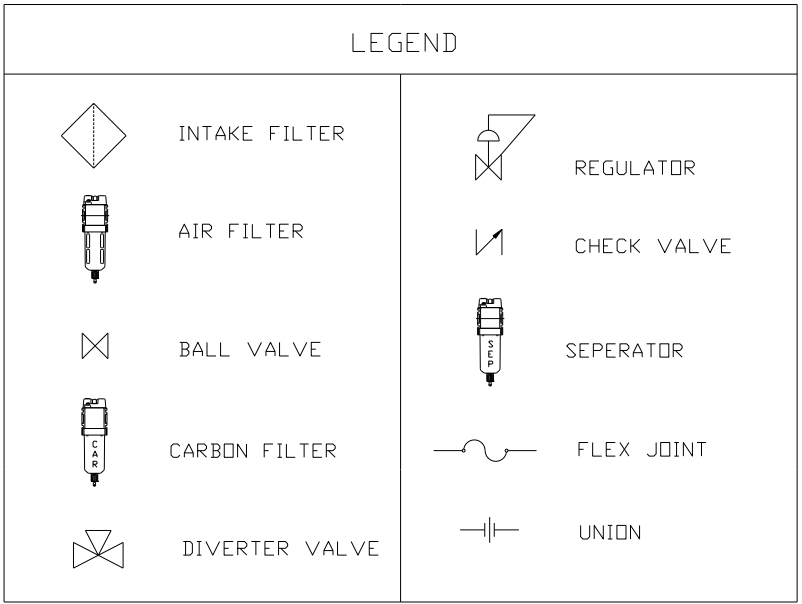 LEGEND
INTAKE FILTER
AIR FILTER
BALL VALVE
CAR
CARBON FILTER
DIVERTER VALVE
REGULATOR
CHECK VALVE
SEP
SEPERATOR
FLEX JOINT
UNION